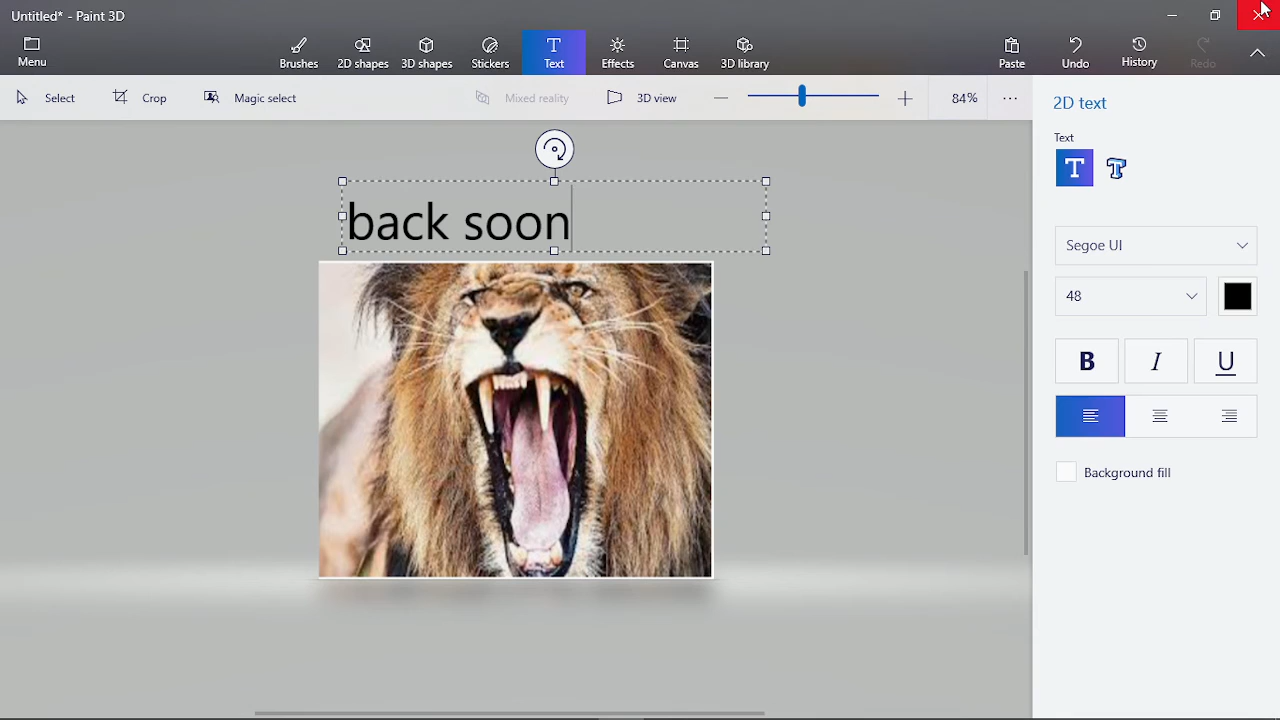 Untitled* - Paint 3D
Menu
Brushes
2D shapes
3D shapes
Stickers
Text
Effects
Canvas
3D library
Paste
Undo
History
Redo
Select
Crop
Magic select
Mixed reality
3D view
84%
2D text
Text
back soon
Segoe UI
48
B
I
U
Background fill